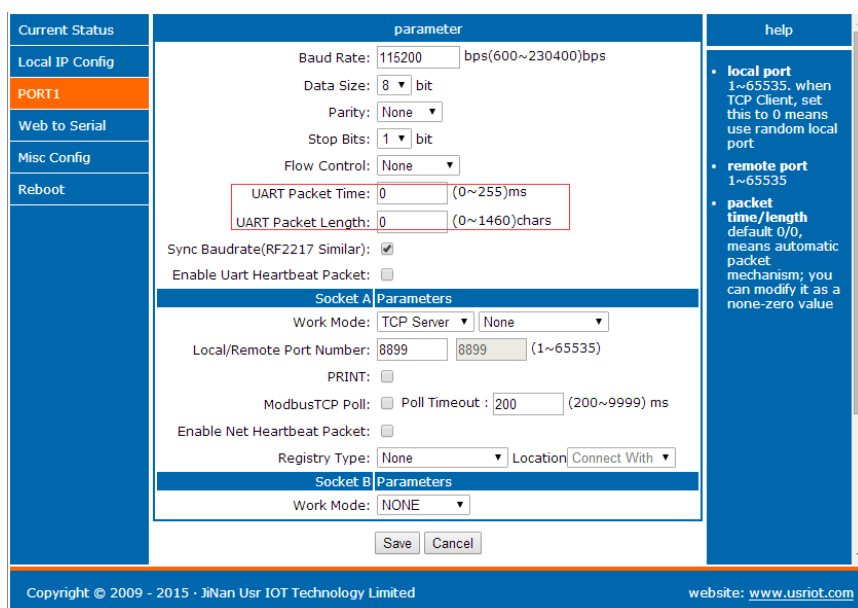 Current Status
Local IP Config
PORT1
Web to Serial
Misc Config
Reboot
parameter
Baud Rate: 115200 bps(600~230400)bps
Data Size: 8 bit
Parity: None
Stop Bits: 1 bit
Flow Control: None
UART Packet Time: 0 (0~255)ms
UART Packet Length: 0 (0~1460)chars
Sync Baudrate(RF2217 Similar):
Enable Uart Heartbeat Packet:
Socket A Parameters
Work Mode: TCP Server None
Local/Remote Port Number: 8899 8899 (1~65535)
PRINT:
ModbusTCP Poll: Poll Timeout : 200 (200~9999) ms
Enable Net Heartbeat Packet:
Registry Type: None Location Connect With
Socket B Parameters
Work Mode: NONE
Save Cancel
help
• local port
1~65535. when
TCP Client, set
this to 0 means
use random local
port
• remote port
1~65535
• packet
time/length
default 0/0,
means automatic
packet
mechanism; you
can modify it as a
none-zero value
Copyright © 2009 - 2015 · JiNan Usr IOT Technology Limited
website: www.usriot.com